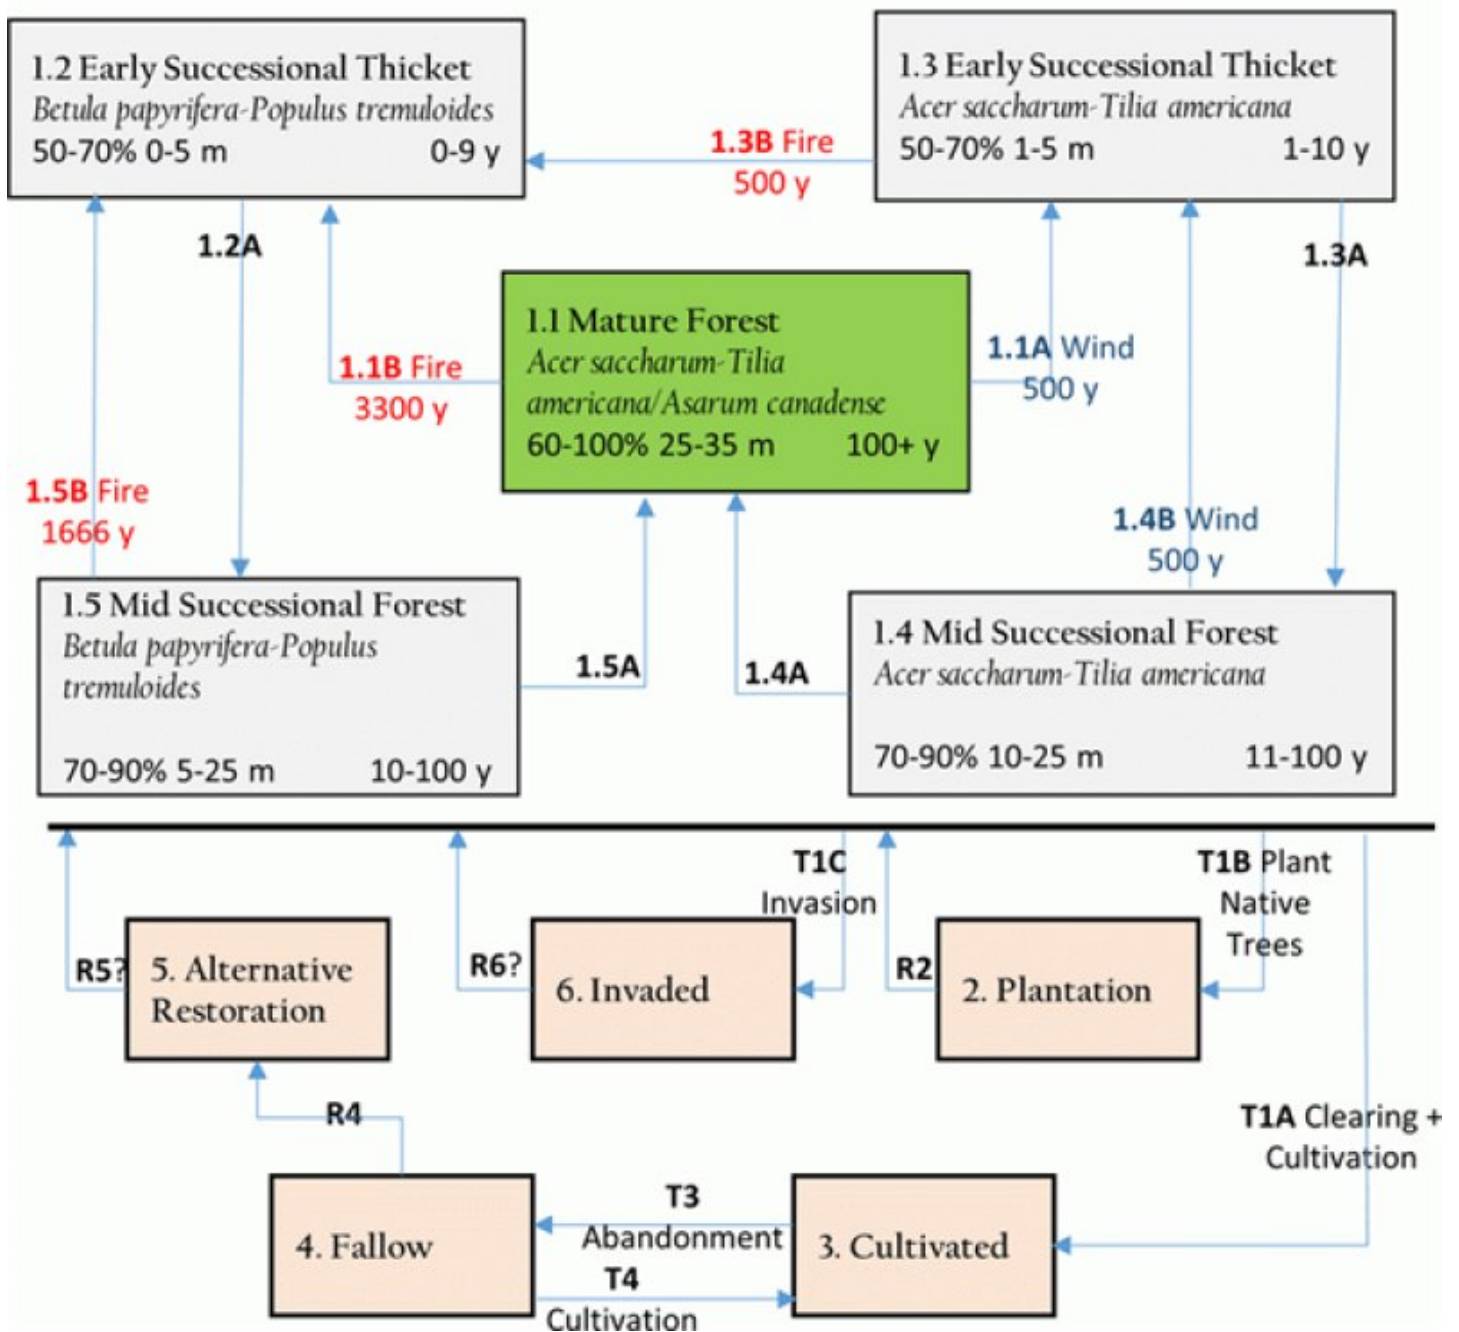 1.2 Early Successional Thicket
Betula papyrifera-Populus tremuloides
50-70% 0-5 m 0-9 y
1.3B Fire
500 y
1.3 Early Successional Thicket
Acer saccharum-Tilia americana
50-70% 1-5 m 1-10 y
1.2A
1.3A
1.1B Fire
3300 y
1.1 Mature Forest
Acer saccharum-Tilia
americana/Asarum canadense
60-100% 25-35 m 100+ y
1.1A Wind
500 y
1.5B Fire
1666 y
1.4B Wind
500 y
1.5 Mid Successional Forest
Betula papyrifera-Populus
tremuloides
70-90% 5-25 m 10-100 y
1.5A
1.4A
1.4 Mid Successional Forest
Acer saccharum-Tilia americana
70-90% 10-25 m 11-100 y
T1C
Invasion
T1B Plant
Native
Trees
R5?
5. Alternative
Restoration
R6?
6. Invaded
R2
2. Plantation
R4
T1A Clearing +
Cultivation
4. Fallow
T3
Abandonment
T4
Cultivation
3. Cultivated